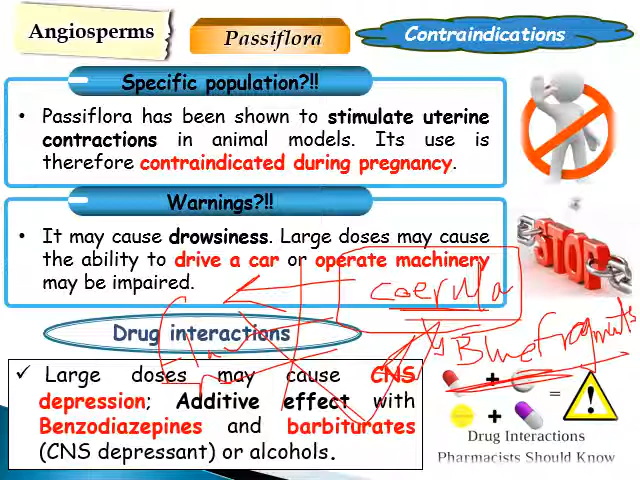 Angiosperms
Passiflora
Contraindications
Specific population?!!
• Passiflora has been shown to stimulate uterine
contractions in animal models. Its use is
therefore contraindicated during pregnancy.
Warnings?!!
• It may cause drowsiness. Large doses may cause
the ability to drive a car or operate machinery
may be impaired.
STOP
coerulla
Drug interactions
Blue fragments
✓ Large doses may cause CNS
depression; Additive effect with
Benzodiazepines and barbiturates
(CNS depressant) or alcohols.
+ =
+
!
Drug Interactions
Pharmacists Should Know